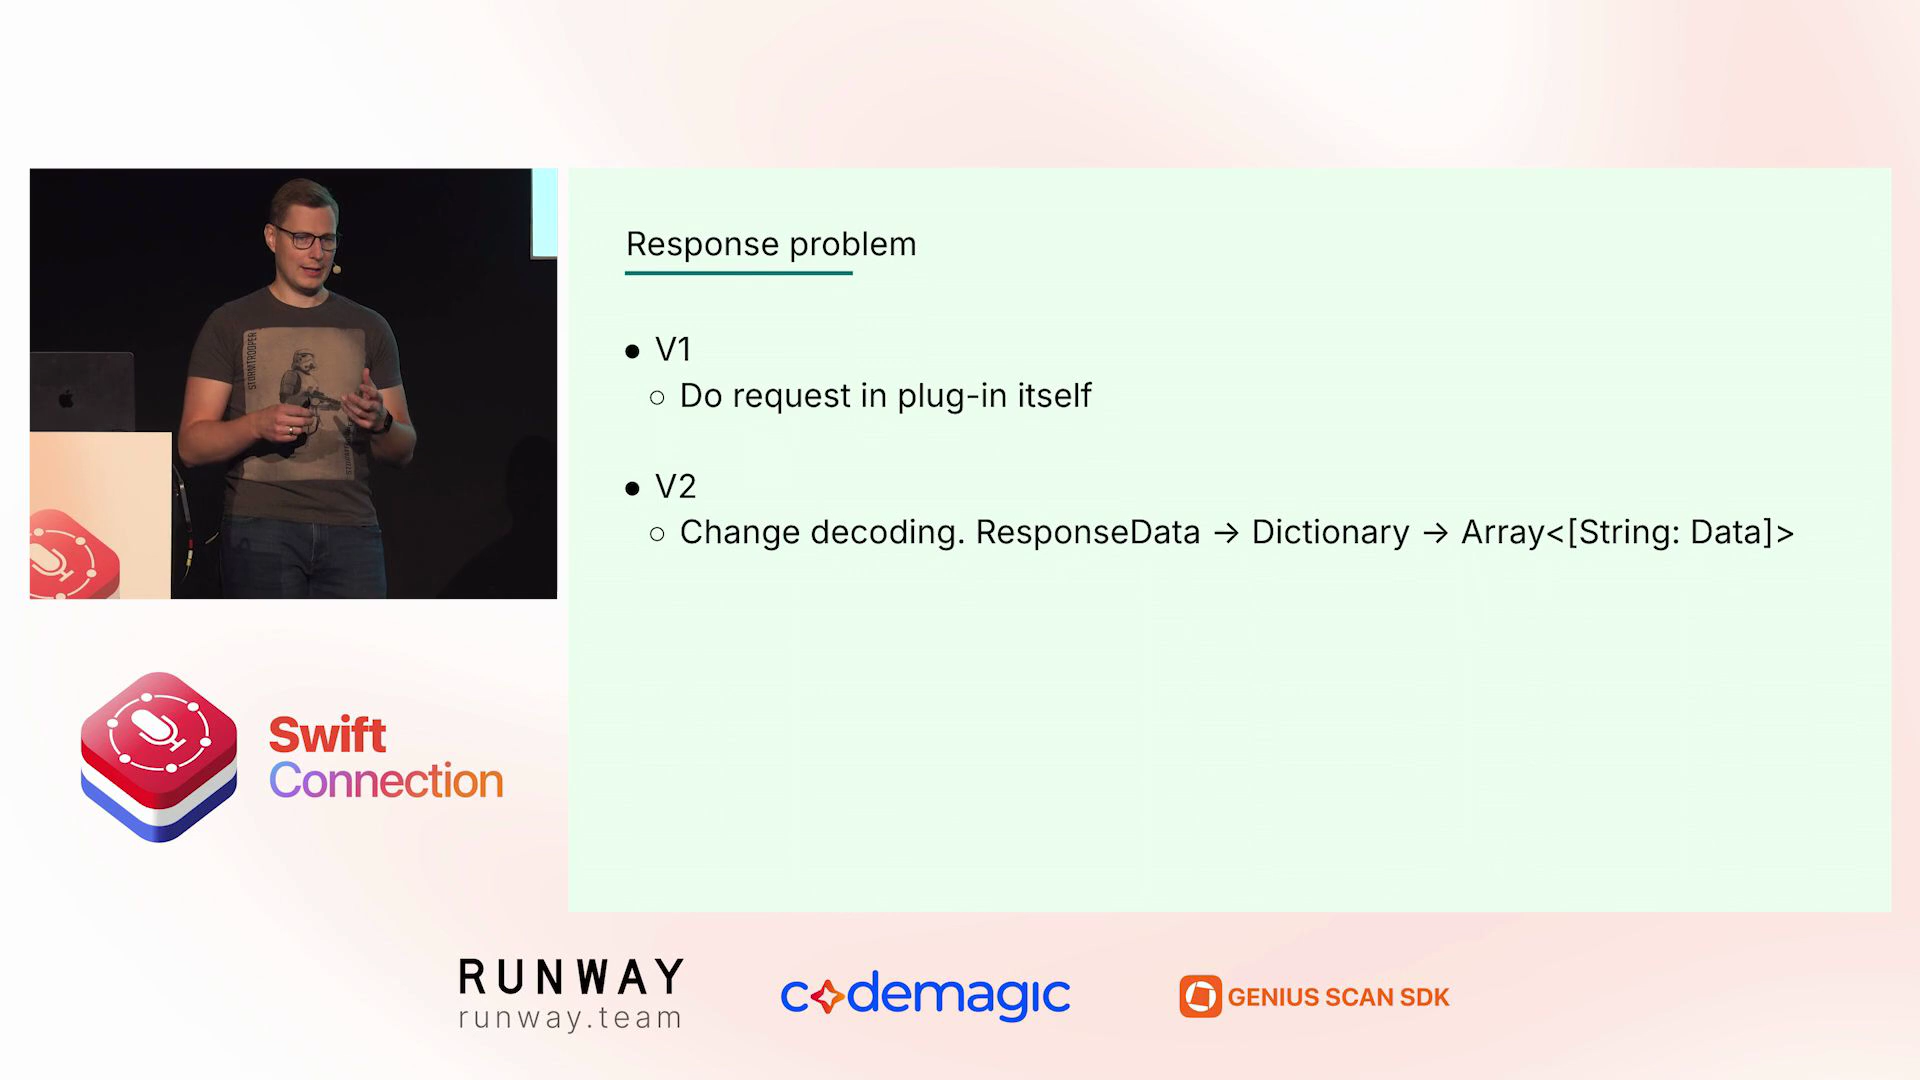 Response problem
● V1
○ Do request in plug-in itself
● V2
○ Change decoding. ResponseData → Dictionary → Array<[String: Data]>
STORMTROOPER
Swift
Connection
RUNWAY
runway.team
codemagic
GENIUS SCAN SDK